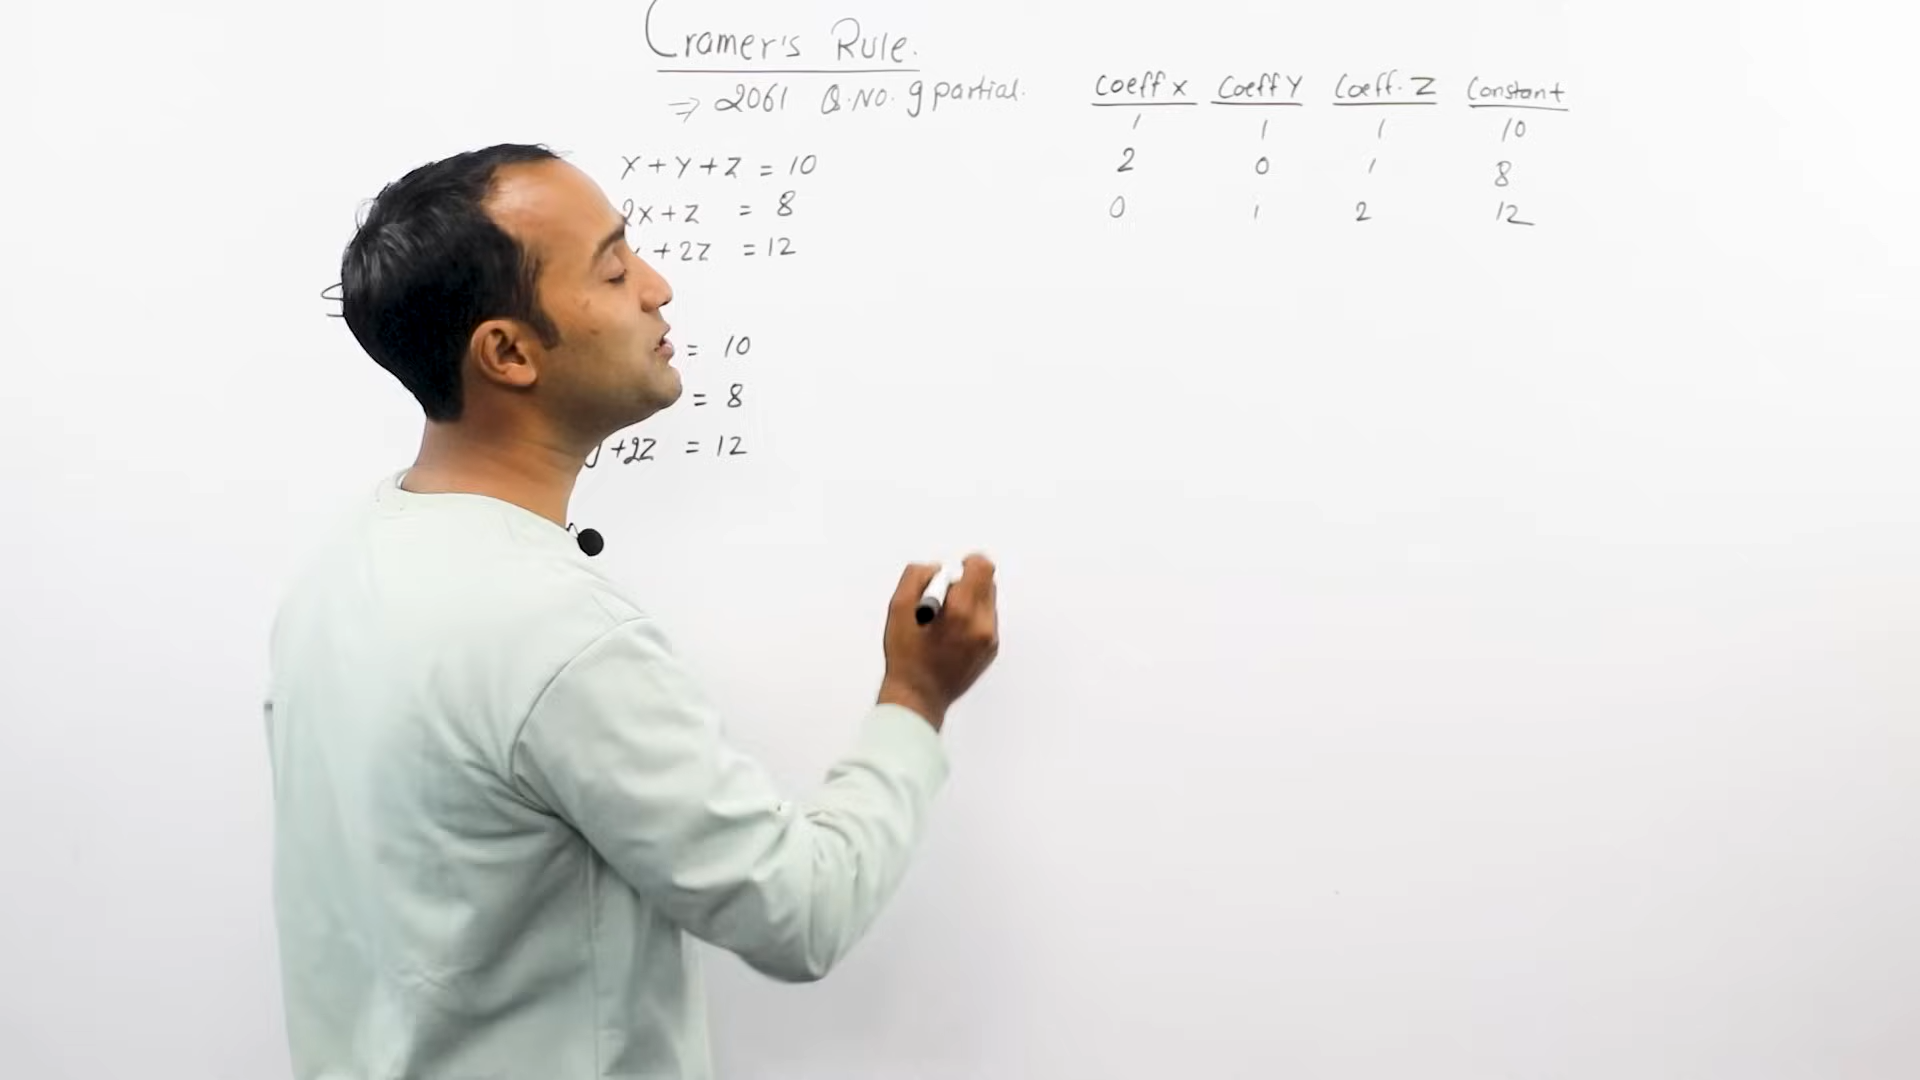 Cramer's Rule.
⇒ 2061 Q.NO. 9 partial.
x + y + z = 10
2x + z = 8
+ 2z = 12
= 10
= 8
y + 2z = 12
Coeff x Coeff Y Coeff. Z Constant
1 1 1 10
2 0 1 8
0 1 2 12